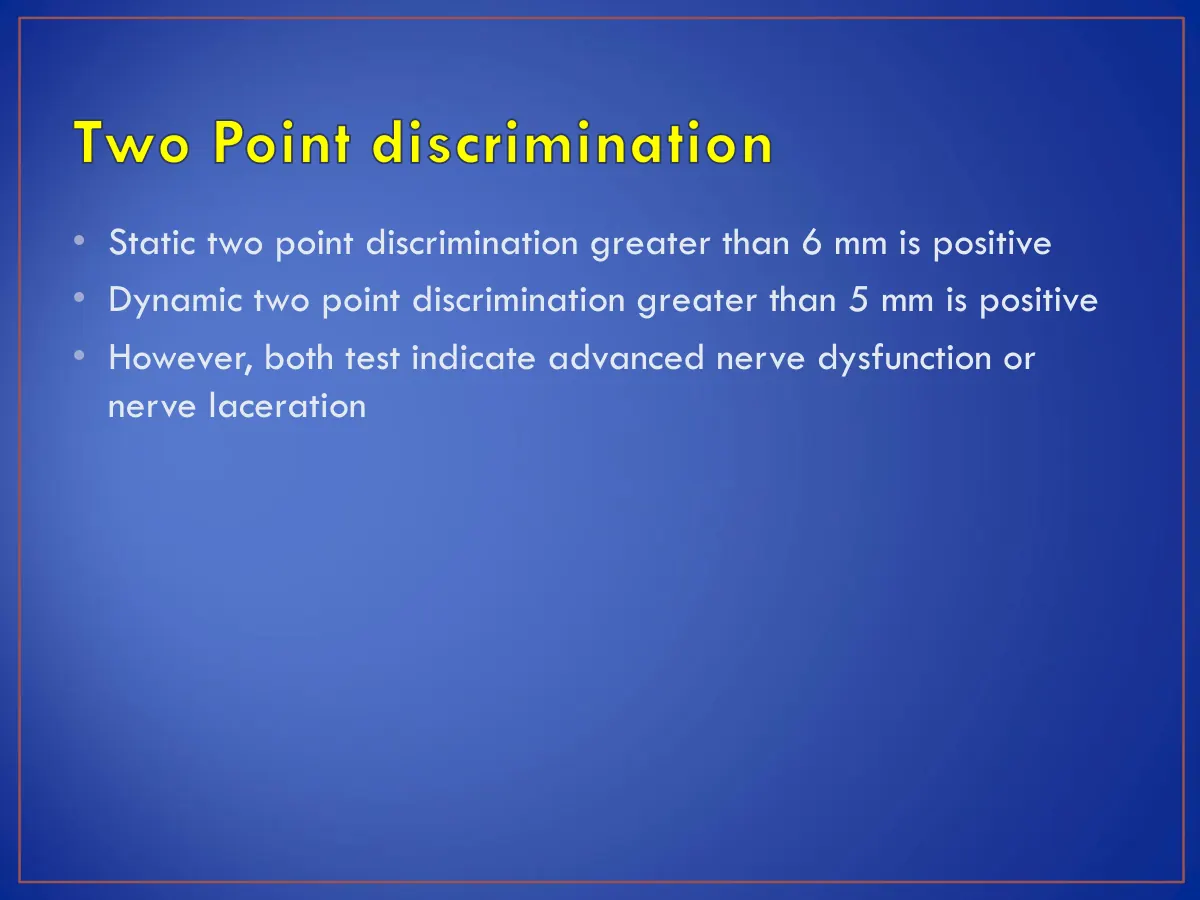 Two Point discrimination
• Static two point discrimination greater than 6 mm is positive
• Dynamic two point discrimination greater than 5 mm is positive
• However, both test indicate advanced nerve dysfunction or
nerve laceration